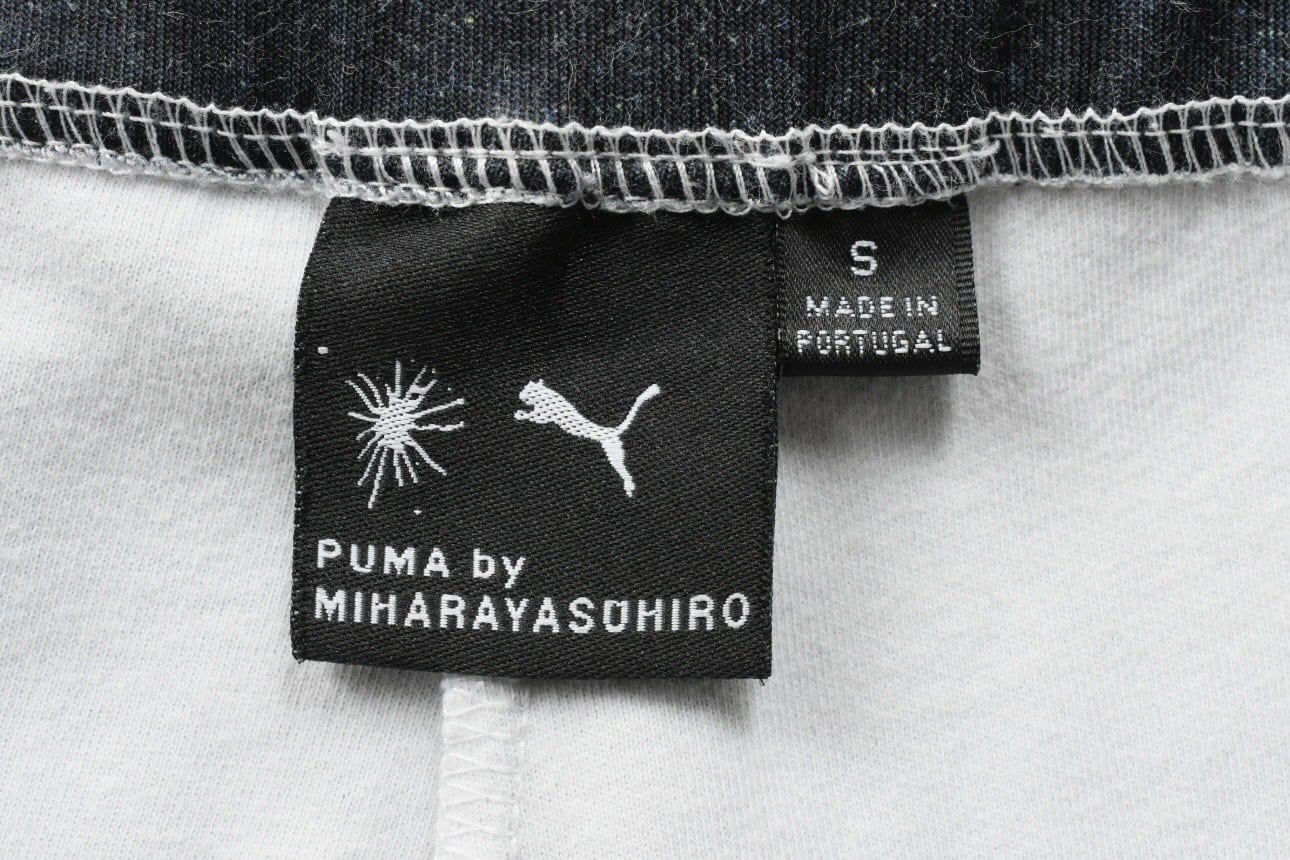 S
MADE IN
PORTUGAL
PUMA by
MIHARAYASUHIRO